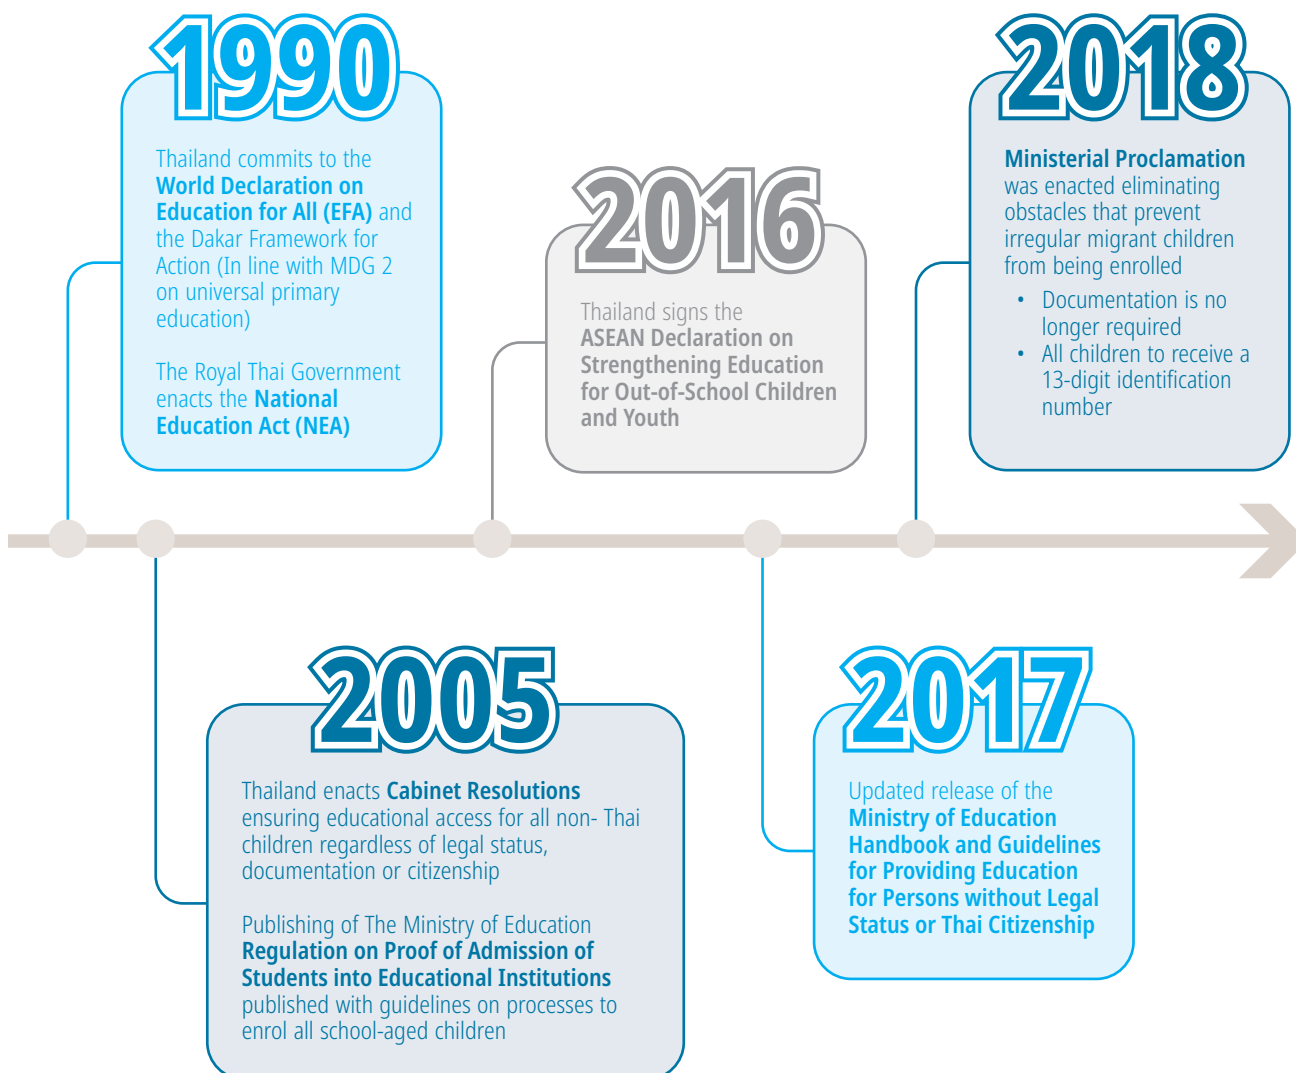 1990
Thailand commits to the
World Declaration on
Education for All (EFA) and
the Dakar Framework for
Action (In line with MDG 2
on universal primary
education)
The Royal Thai Government
enacts the National
Education Act (NEA)
2005
Thailand enacts Cabinet Resolutions
ensuring educational access for all non- Thai
children regardless of legal status,
documentation or citizenship
Publishing of The Ministry of Education
Regulation on Proof of Admission of
Students into Educational Institutions
published with guidelines on processes to
enrol all school-aged children
2016
Thailand signs the
ASEAN Declaration on
Strengthening Education
for Out-of-School Children
and Youth
2017
Updated release of the
Ministry of Education
Handbook and Guidelines
for Providing Education
for Persons without Legal
Status or Thai Citizenship
2018
Ministerial Proclamation
was enacted eliminating
obstacles that prevent
irregular migrant children
from being enrolled
• Documentation is no
longer required
• All children to receive a
13-digit identification
number